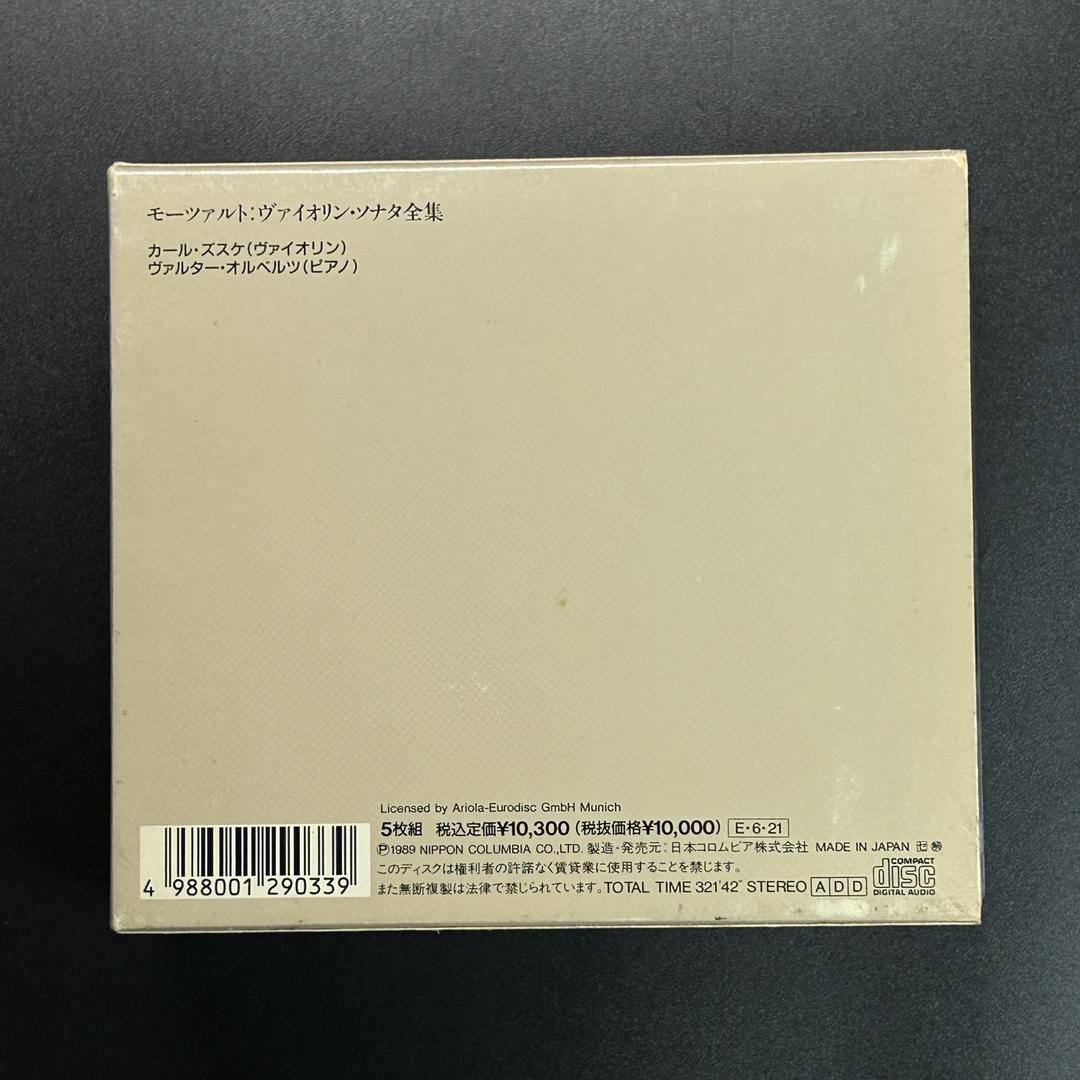 モーツァルト:ヴァイオリン・ソナタ全集
カール・ズスケ(ヴァイオリン)
ヴァルター・オルベルツ(ピアノ)
Licensed by Ariola-Eurodisc GmbH Munich
5枚組 税込定価¥10,300(税抜価格¥10,000) E・6・21
Ⓟ1989 NIPPON COLUMBIA CO.,LTD. 製造・発売元:日本コロムビア株式会社 MADE IN JAPAN
このディスクは権利者の許諾なく賃貸業に使用することを禁じます。
また無断複製は法律で禁じられています。TOTAL TIME 321'42" STEREO A D D
COMPACT disc DIGITAL AUDIO
4 988001 290339